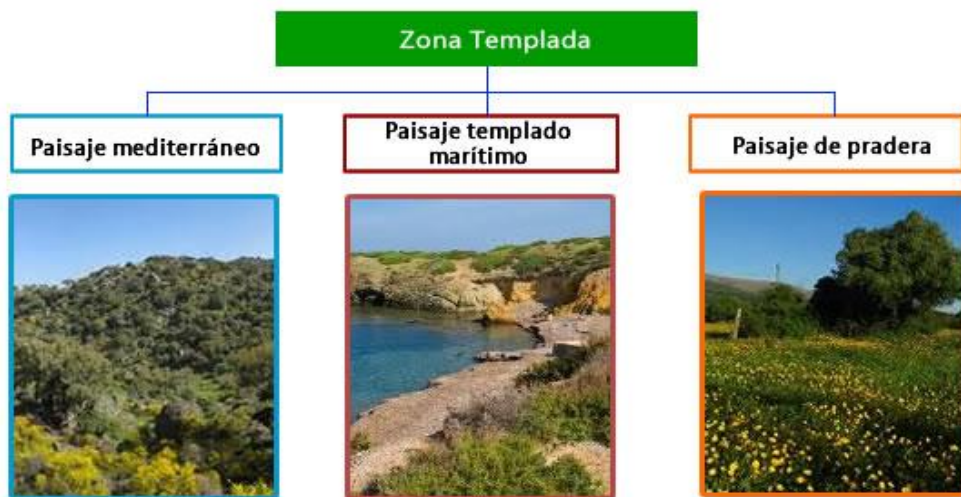 Zona Templada
Paisaje mediterráneo
Paisaje templado
marítimo
Paisaje de pradera